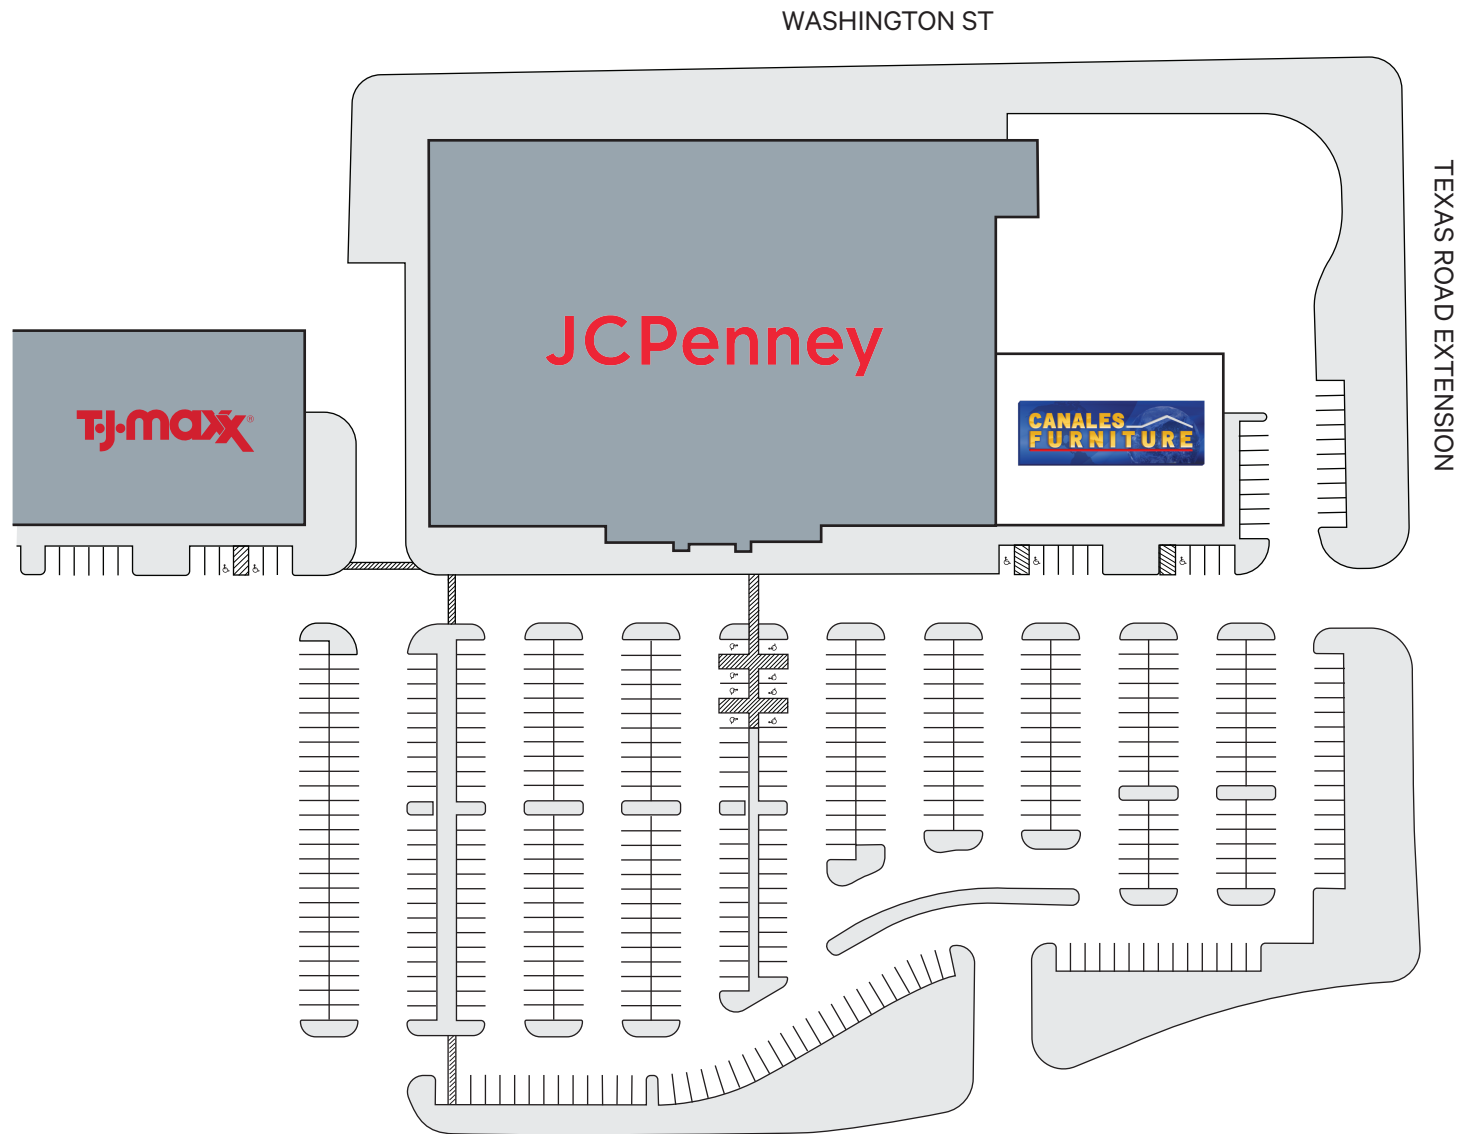 WASHINGTON ST
TEXAS ROAD EXTENSION
JCPenney
T·J·maxx®
CANALES
FURNITURE